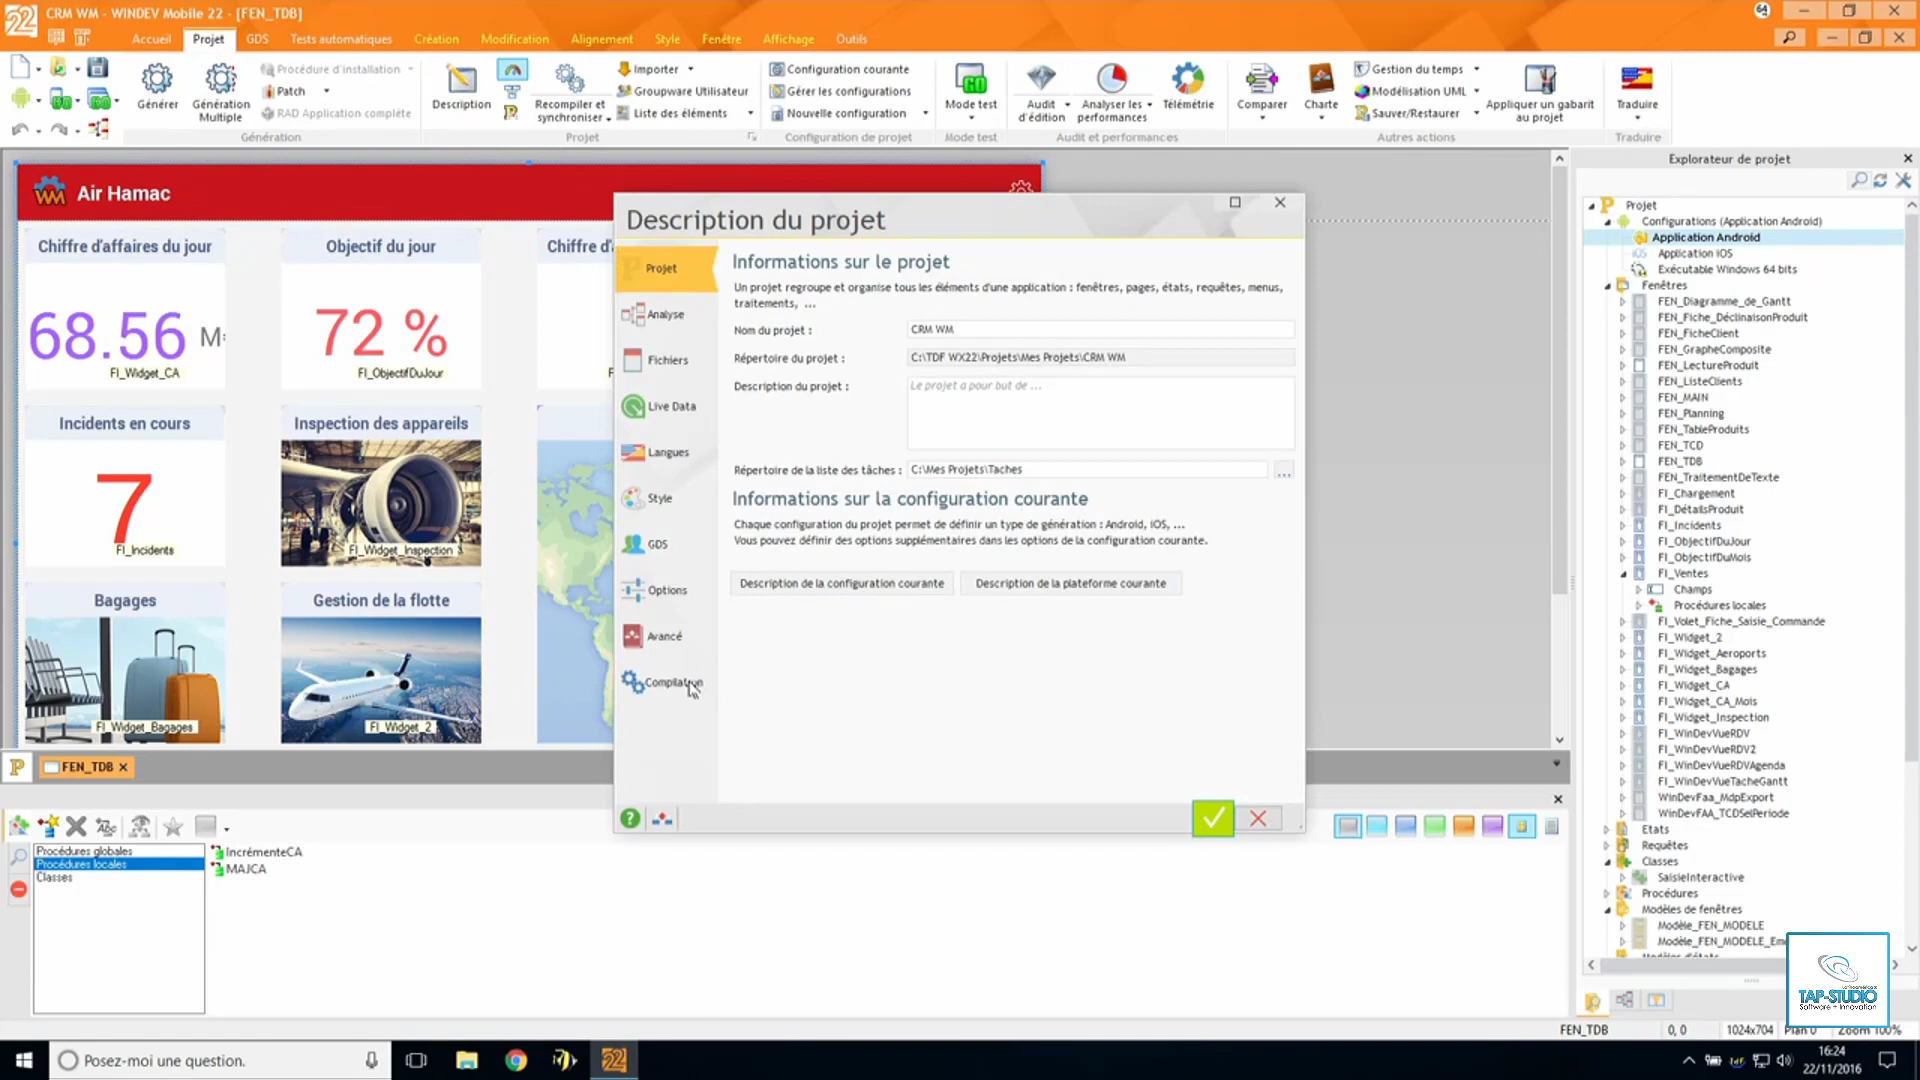 CRM WM - WINDEV Mobile 22 - [FEN_TDB]
64
Accueil Projet GDS Tests automatiques Création Modification Alignement Style Fenêtre Affichage Outils
Générer
Génération Multiple
Procédure d'installation
Patch
RAD Application complète
Génération
Description
Recompiler et synchroniser
Importer
Groupware Utilisateur
Liste des éléments
Projet
Configuration courante
Gérer les configurations
Nouvelle configuration
Configuration de projet
Mode test
Mode test
Audit d'édition
Analyser les performances
Télémétrie
Audit et performances
Comparer
Charte
Gestion du temps
Modélisation UML
Sauver/Restaurer
Appliquer un gabarit au projet
Autres actions
Traduire
Traduire
Air Hamac
Chiffre d'affaires du jour
68.56 M
FI_Widget_CA
Objectif du jour
72 %
FI_ObjectifDuJour
Chiffre d'
Incidents en cours
7
FI_Incidents
Inspection des appareils
FI_Widget_Inspection
Bagages
FI_Widget_Bagages
Gestion de la flotte
FI_Widget_2
FEN_TDB
Description du projet
Projet
Analyse
Fichiers
Live Data
Langues
Style
GDS
Options
Avancé
Compilation
Informations sur le projet
Un projet regroupe et organise tous les éléments d'une application : fenêtres, pages, états, requêtes, menus,
traitements, ...
Nom du projet : CRM WM
Répertoire du projet : C:\TDF WX22\Projets\Mes Projets\CRM WM
Description du projet : Le projet a pour but de ...
Répertoire de la liste des tâches : C:\Mes Projets\Taches
...
Informations sur la configuration courante
Chaque configuration du projet permet de définir un type de génération : Android, iOS, ...
Vous pouvez définir des options supplémentaires dans les options de la configuration courante.
Description de la configuration courante
Description de la plateforme courante
Procédures globales
Procédures locales
Classes
IncrémenteCA
MAJCA
Explorateur de projet
Projet
Configurations (Application Android)
Application Android
Application iOS
Exécutable Windows 64 bits
Fenêtres
FEN_Diagramme_de_Gantt
FEN_Fiche_DéclinaisonProduit
FEN_FicheClient
FEN_GrapheComposite
FEN_LectureProduit
FEN_ListeClients
FEN_MAIN
FEN_Planning
FEN_TableProduits
FEN_TCD
FEN_TDB
FEN_TraitementDeTexte
FI_Chargement
FI_DétailsProduit
FI_Incidents
FI_ObjectifDuJour
FI_ObjectifDuMois
FI_Ventes
Champs
Procédures locales
FI_Volet_Fiche_Saisie_Commande
FI_Widget_2
FI_Widget_Aeroports
FI_Widget_Bagages
FI_Widget_CA
FI_Widget_CA_Mois
FI_Widget_Inspection
FI_WinDevVueRDV
FI_WinDevVueRDV2
FI_WinDevVueRDVAgenda
FI_WinDevVueTacheGantt
WinDevFaa_MdpExport
WinDevFAA_TCDSelPeriode
Etats
Requêtes
Classes
SaisieInteractive
Procédures
Modèles de fenêtres
Modèle_FEN_MODELE
Modèle_FEN_MODELE_Em
TAP-STUDIO
Software + Innovation
FEN_TDB 0, 0 1024x704 Plan 0 Zoom 100%
Posez-moi une question.
22
16:24
22/11/2016